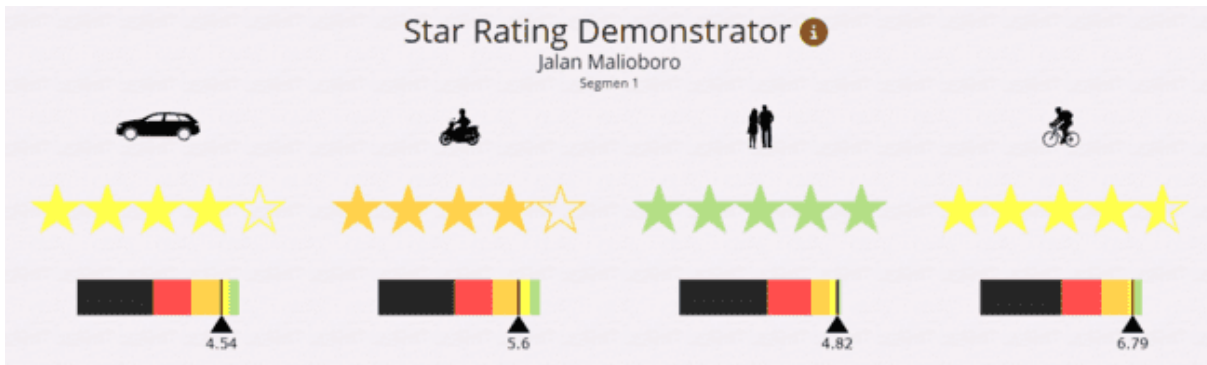 Star Rating Demonstrator i
Jalan Malioboro
Segmen 1
4.54
5.6
4.82
6.79